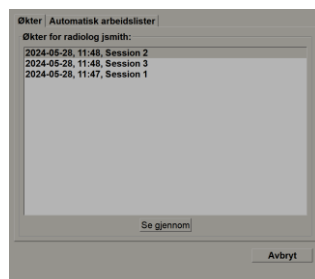 Økter Automatisk arbeidslister
Økter for radiolog jsmith:
2024-05-28, 11:48, Session 2
2024-05-28, 11:48, Session 3
2024-05-28, 11:47, Session 1
Se gjennom
Avbryt